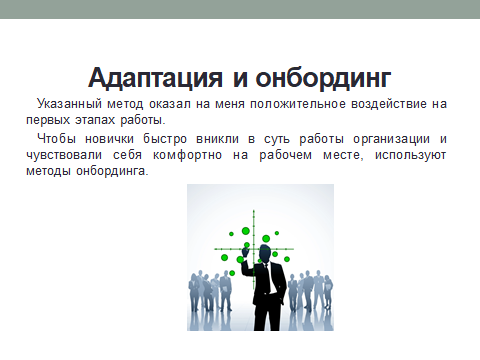 Адаптация и онбординг
Указанный метод оказал на меня положительное воздействие на
первых этапах работы.
Чтобы новички быстро вникли в суть работы организации и
чувствовали себя комфортно на рабочем месте, используют
методы онбординга.